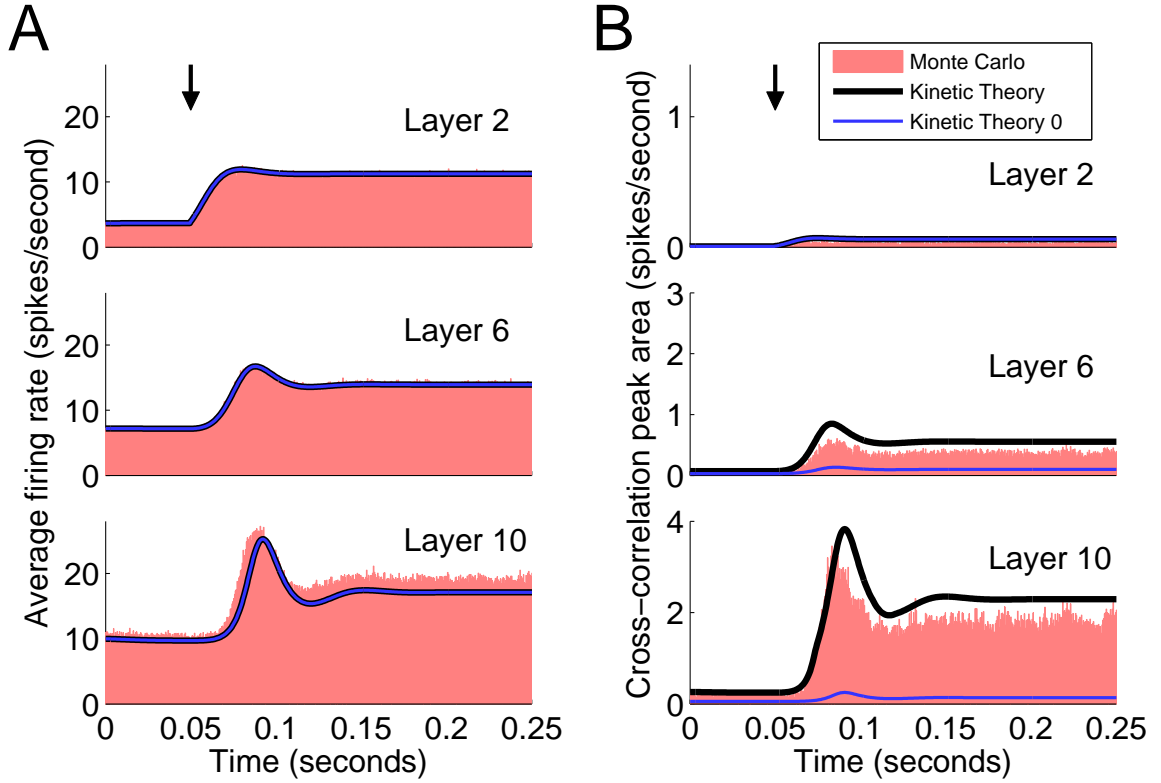 A
Average firing rate (spikes/second)
20
10
0
Layer 2
20
10
0
Layer 6
20
10
0
Layer 10
0
0.05
0.1
0.15
0.2
0.25
Time (seconds)
B
Cross−correlation peak area (spikes/second)
Monte Carlo
Kinetic Theory
Kinetic Theory 0
1
0
Layer 2
3
2
1
0
Layer 6
4
2
0
Layer 10
0
0.05
0.1
0.15
0.2
0.25
Time (seconds)